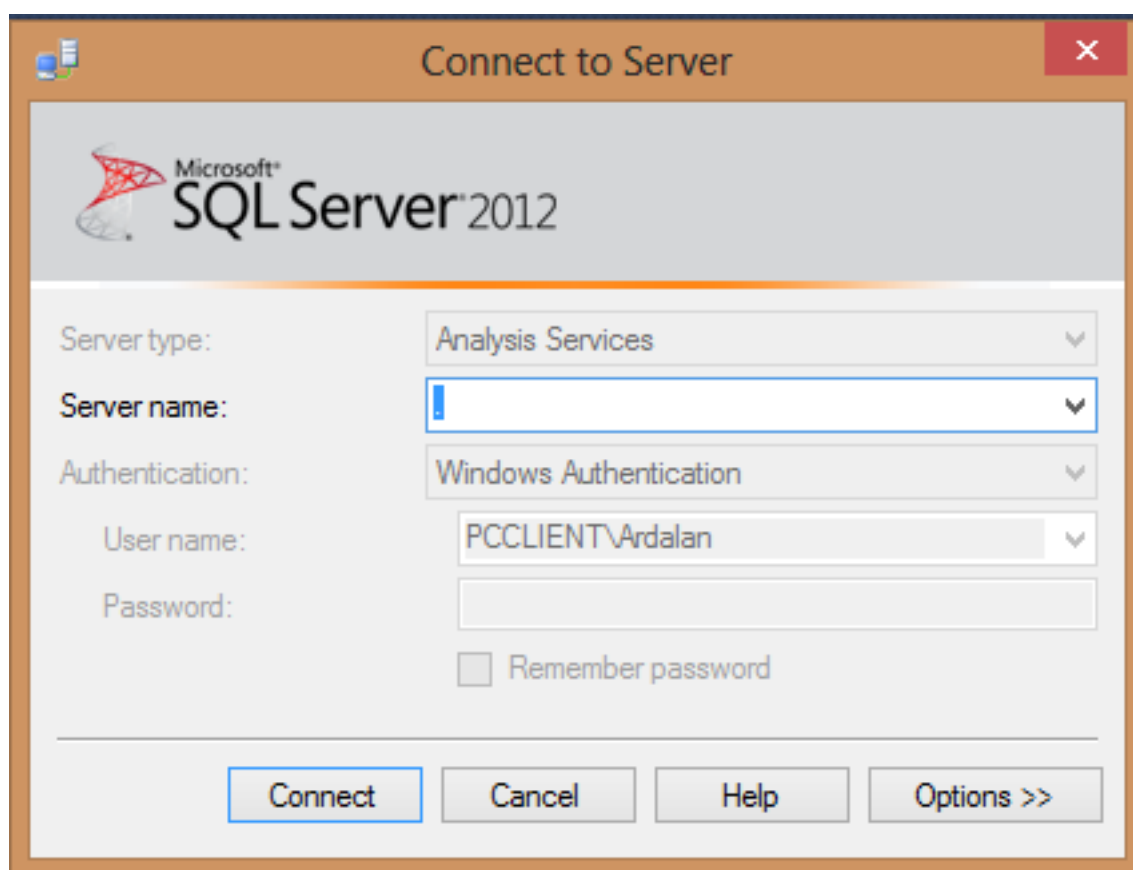 Connect to Server
Microsoft®
SQL Server® 2012
Server type: Analysis Services
Server name: .
Authentication: Windows Authentication
User name: PCCLIENT\Ardalan
Password:
Remember password
Connect Cancel Help Options >>